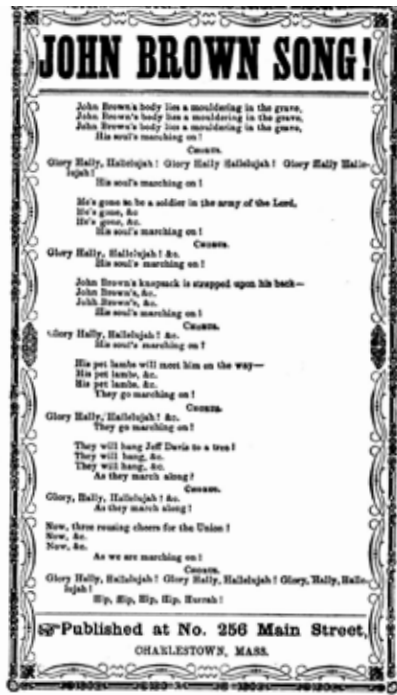 JOHN BROWN SONG!
John Brown's body lies a mouldering in the grave,
John Brown's body lies a mouldering in the grave,
John Brown's body lies a mouldering in the grave,
His soul's marching on!
CHORUS.
Glory Hally, Hallelujah! Glory Hally Hallelujah! Glory Hally Halle-
lujah!
His soul's marching on!
He's gone to be a soldier in the army of the Lord,
He's gone, &c
He's gone, &c.
His soul's marching on!
CHORUS.
Glory Hally, Hallelujah! &c.
His soul's marching on!
John Brown's knapsack is strapped upon his back—
John Brown's, &c.
John Brown's, &c.
His soul's marching on!
CHORUS.
Glory Hally, Hallelujah! &c.
His soul's marching on?
His pet lambs will meet him on the way—
His pet lambs, &c.
His pet lambs, &c.
They go marching on!
CHORUS.
Glory Hally, Hallelujah! &c.
They go marching on!
They will hang Jeff Davis to a tree!
They will hang, &c.
They will hang, &c.
As they march along!
CHORUS.
Glory, Hally, Hallelujah! &c.
As they march along!
Now, three rousing cheers for the Union!
Now, &c.
Now, &c.
As we are marching on!
CHORUS.
Glory Hally, Hallelujah! Glory Hally, Hallelujah! Glory, Hally, Halle-
lujah!
Hip, Hip, Hip, Hip, Hurrah!
Published at No. 256 Main Street,
CHARLESTOWN, MASS.